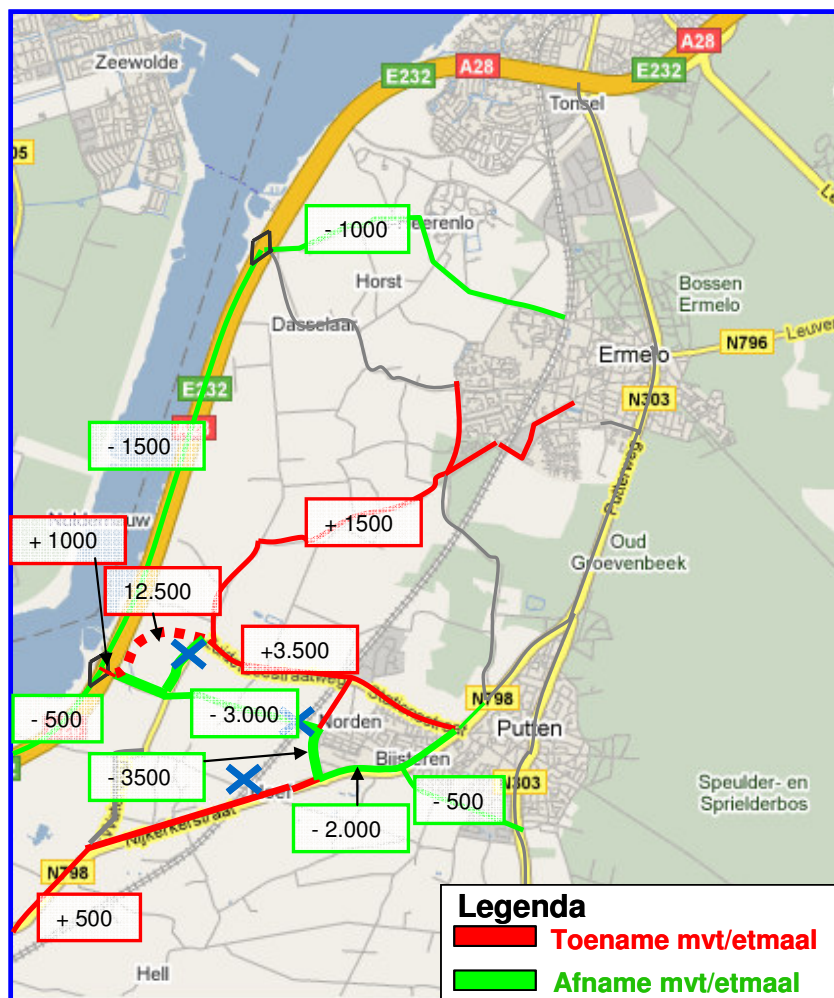 A28
Zeewolde
E232
A28
E232
Tonsel
05
- 1000
Horst
Bossen
Ermelo
Dasselaar
N796
Ermelo
E232
N303
- 1500
Putterweg
+ 1500
+ 1000
Oud
Groevenbeek
12.500
+3.500
N798
- 500
- 3.000
Norden
Putten
Bijsteren
- 3500
N303
Speulder- en
Sprielderbos
- 500
- 2.000
Nijkerkerstraat
N798
+ 500
Legenda
Toename mvt/etmaal
Hell
Afname mvt/etmaal